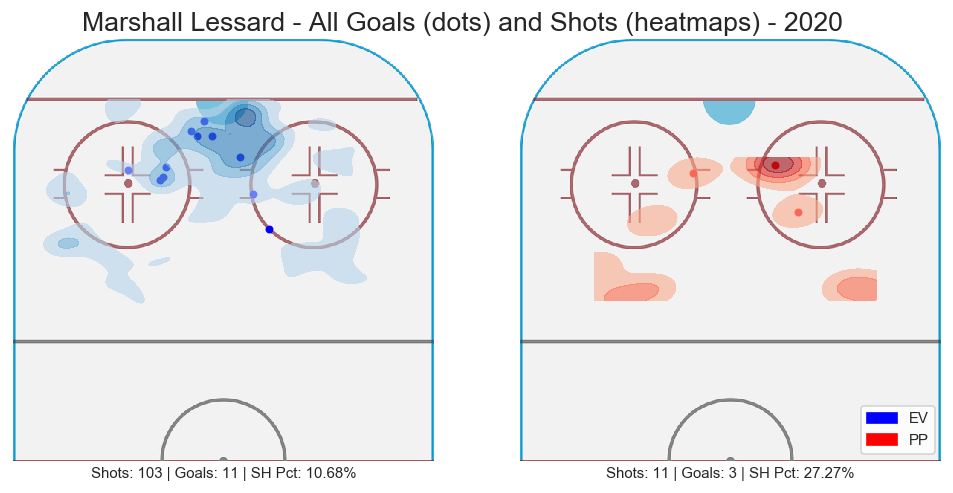 Marshall Lessard - All Goals (dots) and Shots (heatmaps) - 2020
EV
PP
Shots: 103 | Goals: 11 | SH Pct: 10.68%
Shots: 11 | Goals: 3 | SH Pct: 27.27%